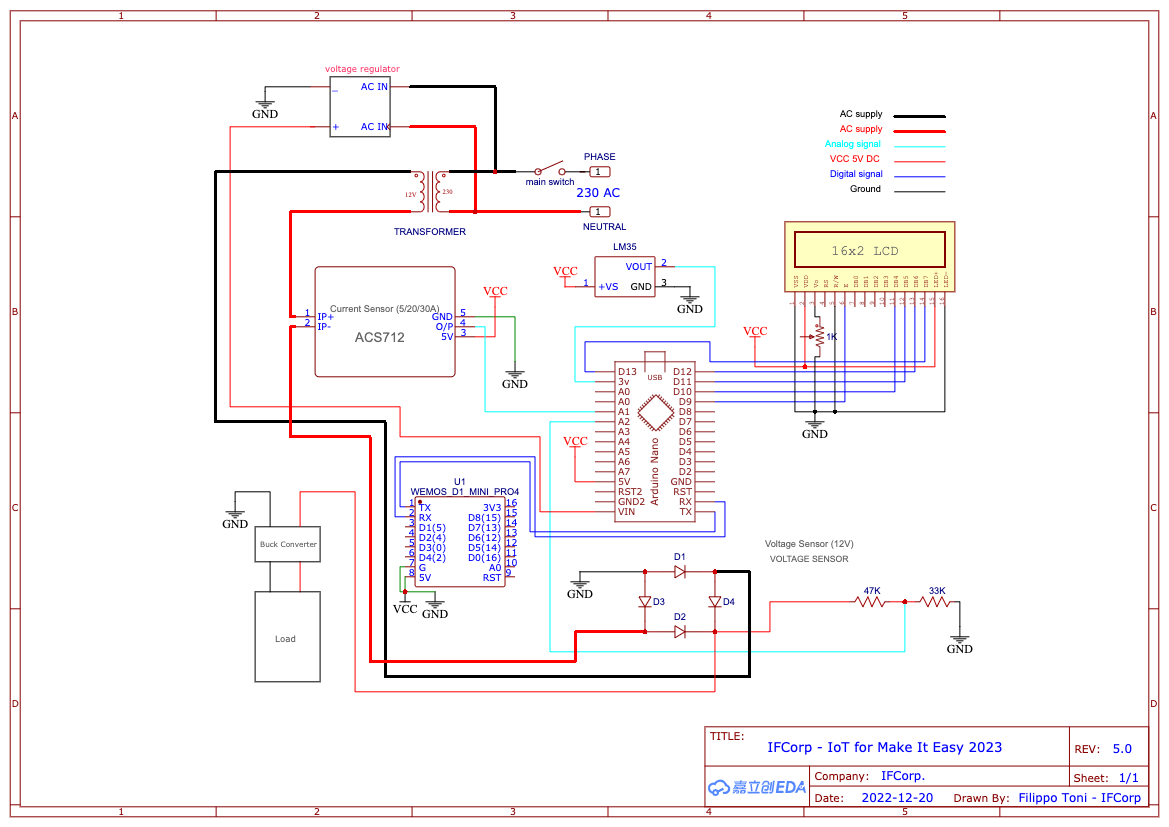 1 2 3 4 5
A A
B B
C C
D D
voltage regulator
– AC IN
GND
+ AC IN
PHASE
1
main switch
230 AC
12V 230
1
NEUTRAL
TRANSFORMER
AC supply
AC supply
Analog signal
VCC 5V DC
Digital signal
Ground
16x2 LCD
VSS VDD Vo RS R/W E DB0 DB1 DB2 DB3 DB4 DB5 DB6 DB7 LED+ LED-
1 2 3 4 5 6 7 8 9 10 11 12 13 14 15 16
VCC
1K
GND
LM35
VOUT 2
VCC
1 +VS GND 3
GND
Current Sensor (5/20/30A)
ACS712
1 IP+
2 IP-
GND 5
O/P 4
5V 3
VCC
GND
USB
Arduino Nano
D13 D12
3v D11
A0 D10
A0 D9
A1 D8
A2 D7
A3 D6
A4 D5
A5 D4
A6 D3
A7 D2
5V GND
RST2 RST
GND2 RX
VIN TX
VCC
U1
WEMOS_D1_MINI_PRO4
1 TX 3V3 16
2 RX D8(15) 15
3 D1(5) D7(13) 14
4 D2(4) D6(12) 13
5 D3(0) D5(14) 12
6 D4(2) D0(16) 11
7 G A0 10
8 5V RST 9
VCC GND
GND
Buck Converter
Load
GND
D1
D3 D4
D2
Voltage Sensor (12V)
VOLTAGE SENSOR
47K 33K
GND
TITLE:
IFCorp - IoT for Make It Easy 2023
REV: 5.0
嘉立创EDA
Company: IFCorp.
Sheet: 1/1
Date: 2022-12-20 Drawn By: Filippo Toni - IFCorp
1 2 3 4 5